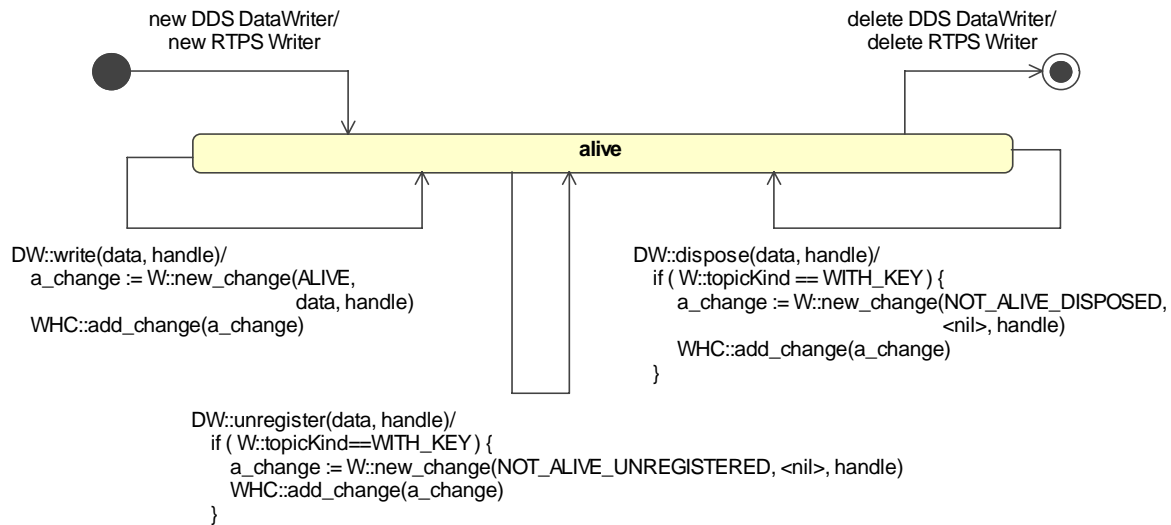 new DDS DataWriter/
new RTPS Writer
delete DDS DataWriter/
delete RTPS Writer
alive
DW::write(data, handle)/
a_change := W::new_change(ALIVE,
data, handle)
WHC::add_change(a_change)
DW::dispose(data, handle)/
if ( W::topicKind == WITH_KEY ) {
a_change := W::new_change(NOT_ALIVE_DISPOSED,
<nil>, handle)
WHC::add_change(a_change)
}
DW::unregister(data, handle)/
if ( W::topicKind==WITH_KEY ) {
a_change := W::new_change(NOT_ALIVE_UNREGISTERED, <nil>, handle)
WHC::add_change(a_change)
}